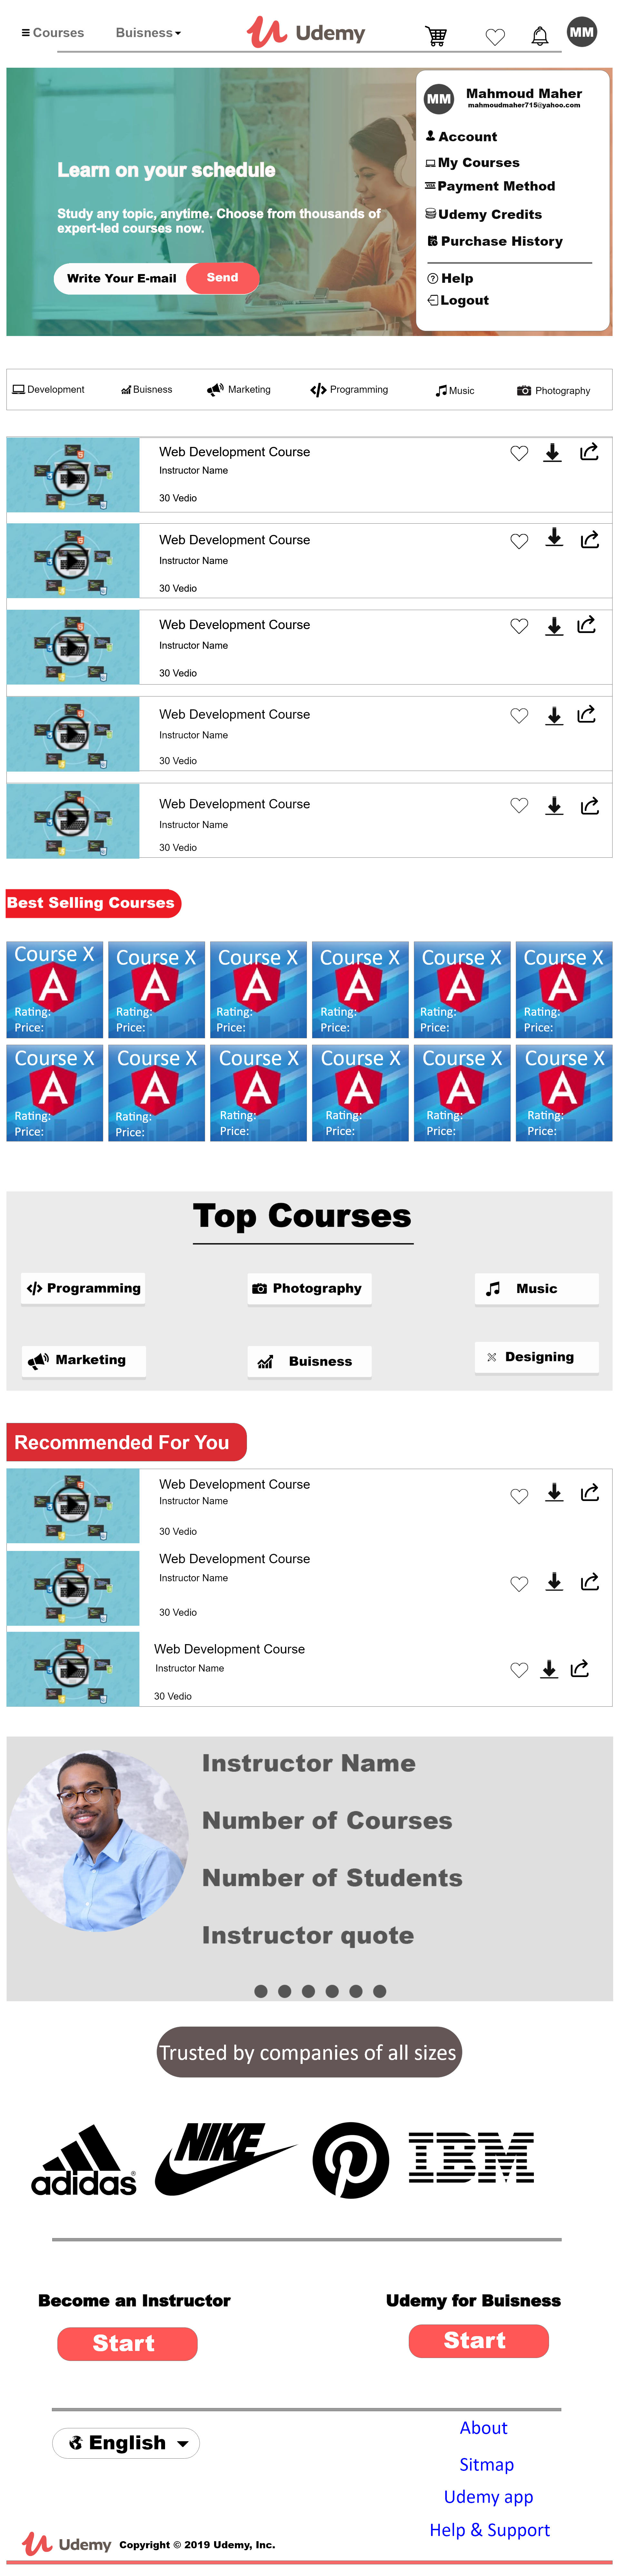 Courses
Buisness
Udemy
MM
MM
Mahmoud Maher
mahmoudmaher715@yahoo.com
Account
My Courses
Payment Method
Udemy Credits
Purchase History
Help
Logout
Learn on your schedule
Study any topic, anytime. Choose from thousands of
expert-led courses now.
Write Your E-mail
Send
Development
Buisness
Marketing
Programming
Music
Photography
Web Development Course
Instructor Name
30 Vedio
Web Development Course
Instructor Name
30 Vedio
Web Development Course
Instructor Name
30 Vedio
Web Development Course
Instructor Name
30 Vedio
Web Development Course
Instructor Name
30 Vedio
Best Selling Courses
Course X
Rating:
Price:
Course X
Rating:
Price:
Course X
Rating:
Price:
Course X
Rating:
Price:
Course X
Rating:
Price:
Course X
Rating:
Price:
Course X
Rating:
Price:
Course X
Rating:
Price:
Course X
Rating:
Price:
Course X
Rating:
Price:
Course X
Rating:
Price:
Course X
Rating:
Price:
Top Courses
Programming
Photography
Music
Marketing
Buisness
Designing
Recommended For You
Web Development Course
Instructor Name
30 Vedio
Web Development Course
Instructor Name
30 Vedio
Web Development Course
Instructor Name
30 Vedio
Instructor Name
Number of Courses
Number of Students
Instructor quote
Trusted by companies of all sizes
adidas
NIKE
IBM
Become an Instructor
Start
Udemy for Buisness
Start
English
About
Sitmap
Udemy app
Help & Support
Udemy
Copyright © 2019 Udemy, Inc.